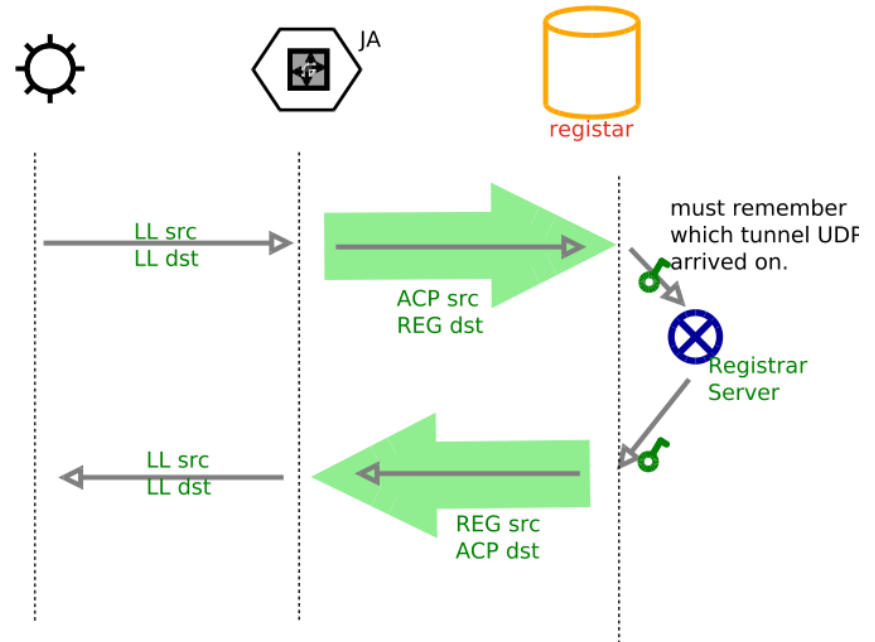 JA
registar
must remember
which tunnel UDP
arrived on.
LL src
LL dst
ACP src
REG dst
Registrar
Server
LL src
LL dst
REG src
ACP dst